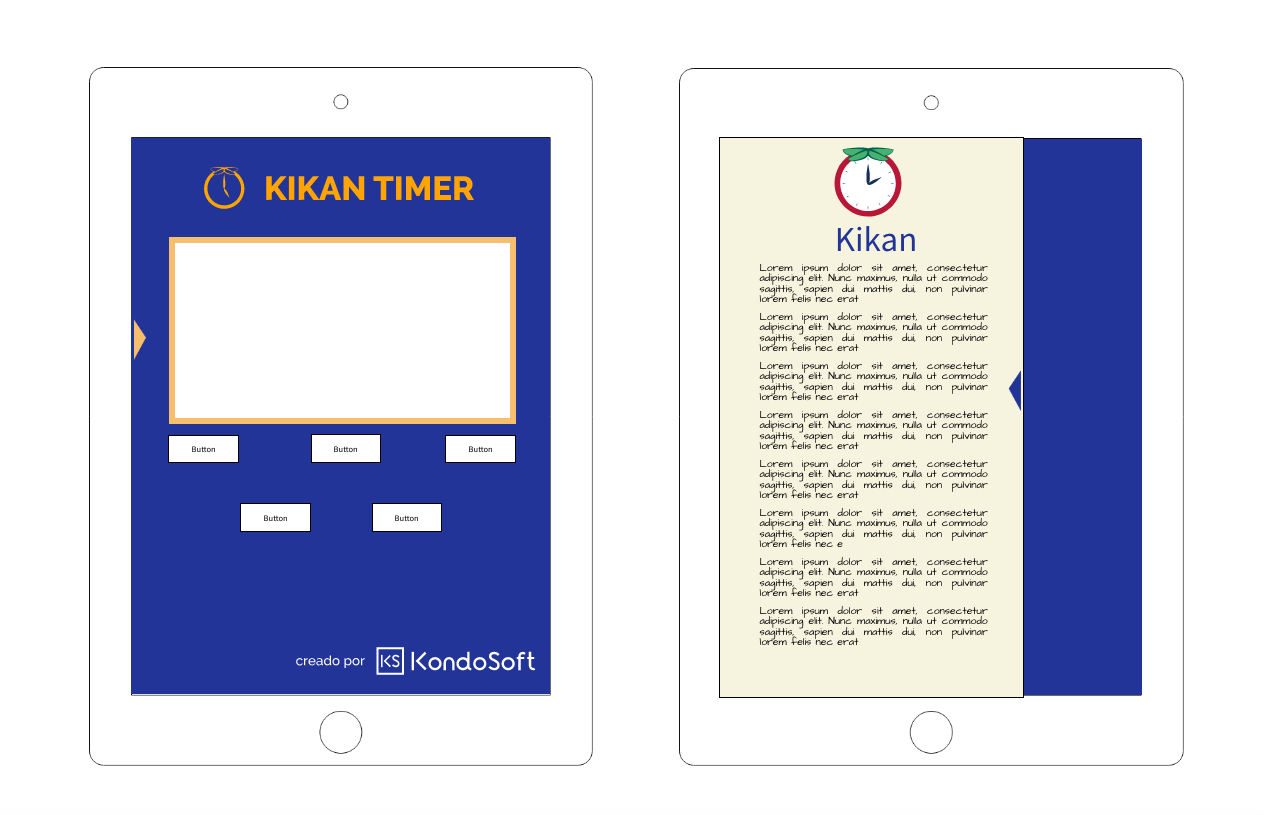 KIKAN TIMER
Button
Button
Button
Button
Button
creado por KS KondoSoft
Kikan
Lorem ipsum dolor sit amet, consectetur
adipiscing elit. Nunc maximus, nulla ut commodo
sagittis, sapien dui mattis dui, non pulvinar
lorem felis nec erat
Lorem ipsum dolor sit amet, consectetur
adipiscing elit. Nunc maximus, nulla ut commodo
sagittis, sapien dui mattis dui, non pulvinar
lorem felis nec erat
Lorem ipsum dolor sit amet, consectetur
adipiscing elit. Nunc maximus, nulla ut commodo
sagittis, sapien dui mattis dui, non pulvinar
lorem felis nec erat
Lorem ipsum dolor sit amet, consectetur
adipiscing elit. Nunc maximus, nulla ut commodo
sagittis, sapien dui mattis dui, non pulvinar
lorem felis nec erat
Lorem ipsum dolor sit amet, consectetur
adipiscing elit. Nunc maximus, nulla ut commodo
sagittis, sapien dui mattis dui, non pulvinar
lorem felis nec erat
Lorem ipsum dolor sit amet, consectetur
adipiscing elit. Nunc maximus, nulla ut commodo
sagittis, sapien dui mattis dui, non pulvinar
lorem felis nec e
Lorem ipsum dolor sit amet, consectetur
adipiscing elit. Nunc maximus, nulla ut commodo
sagittis, sapien dui mattis dui, non pulvinar
lorem felis nec erat
Lorem ipsum dolor sit amet, consectetur
adipiscing elit. Nunc maximus, nulla ut commodo
sagittis, sapien dui mattis dui, non pulvinar
lorem felis nec erat